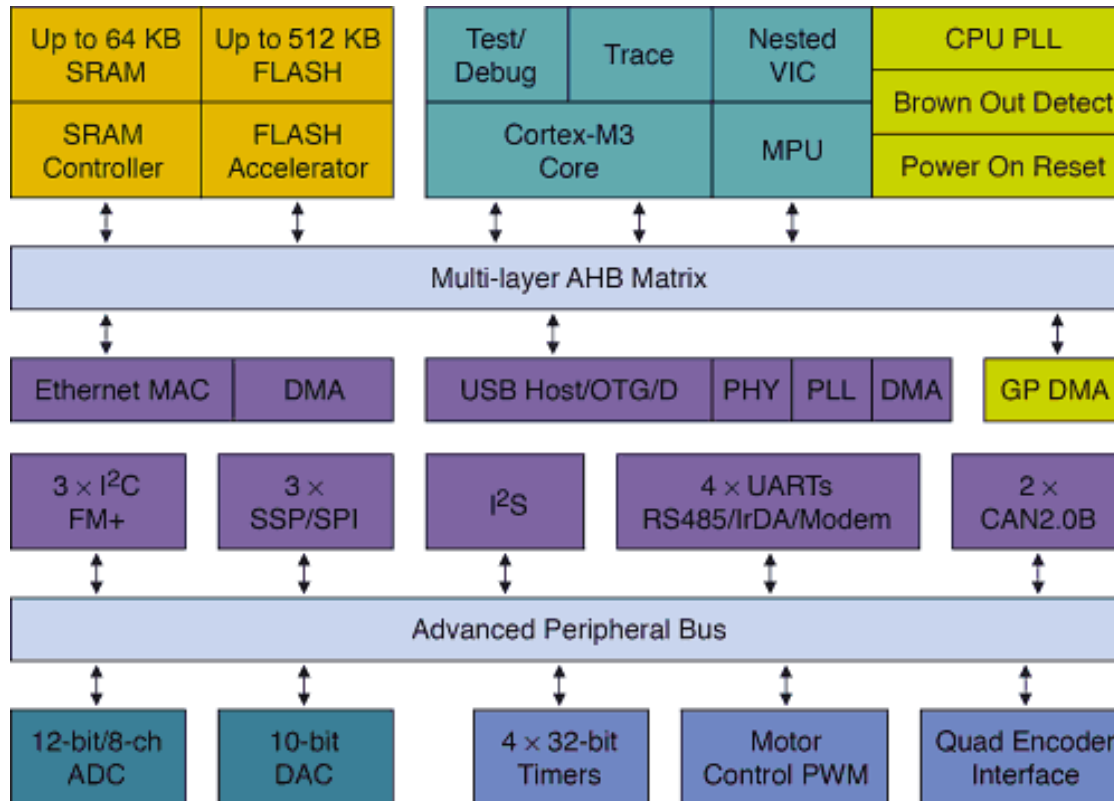 Up to 64 KB
SRAM
Up to 512 KB
FLASH
Test/
Debug
Trace
Nested
VIC
CPU PLL
Brown Out Detect
Power On Reset
SRAM
Controller
FLASH
Accelerator
Cortex-M3
Core
MPU
Multi-layer AHB Matrix
Ethernet MAC
DMA
USB Host/OTG/D
PHY
PLL
DMA
GP DMA
3 × I²C
FM+
3 ×
SSP/SPI
I²S
4 × UARTs
RS485/IrDA/Modem
2 ×
CAN2.0B
Advanced Peripheral Bus
12-bit/8-ch
ADC
10-bit
DAC
4 × 32-bit
Timers
Motor
Control PWM
Quad Encoder
Interface